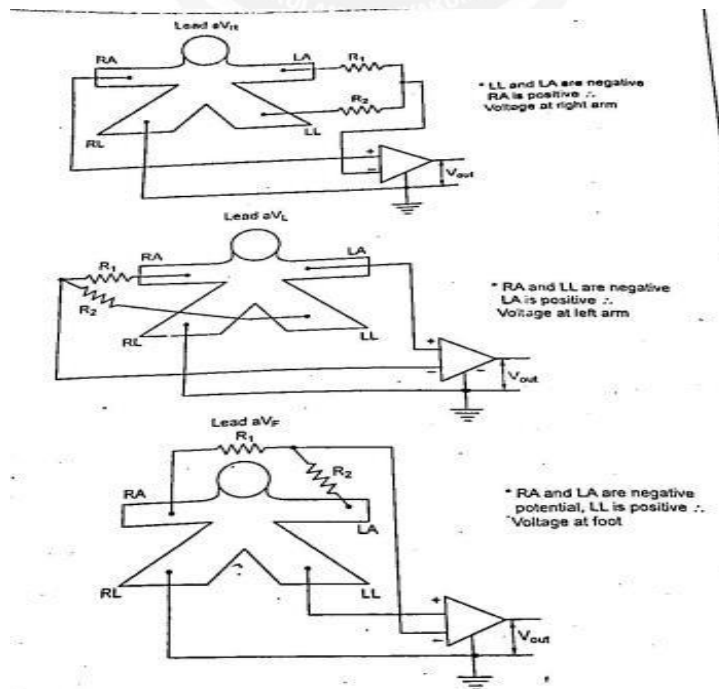 Lead aVR
RA
LA
R1
R2
RL
LL
+
−
Vout
* LL and LA are negative
RA is positive ∴
Voltage at right arm
Lead aVL
RA
LA
R1
R2
RL
LL
+
−
−
Vout
* RA and LL are negative
LA is positive ∴
Voltage at left arm
Lead aVF
R1
R2
RA
LA
RL
LL
+
−
Vout
* RA and LA are negative
potential, LL is positive ∴
Voltage at foot